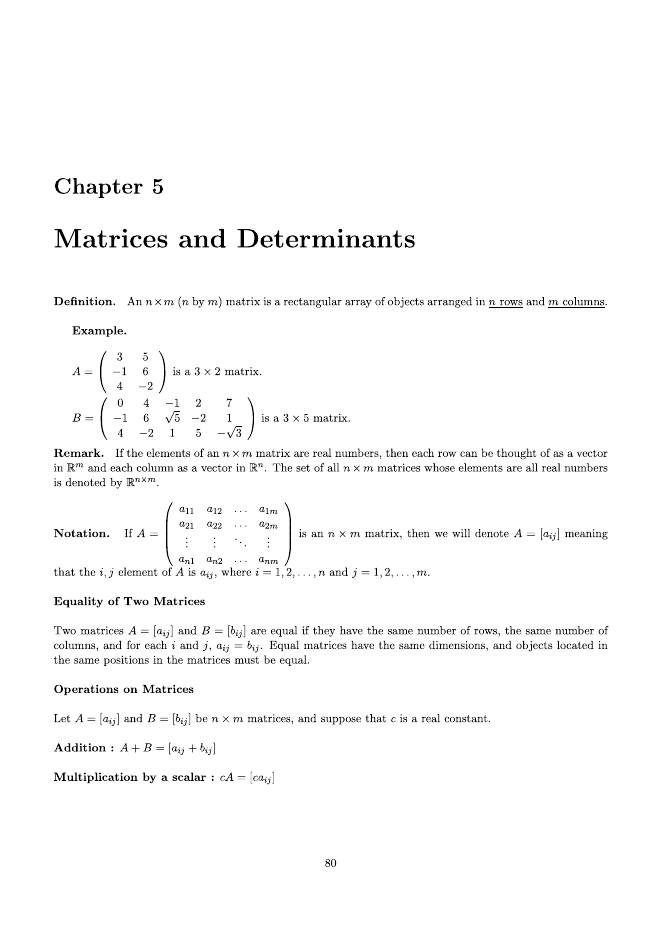 Chapter 5
Matrices and Determinants
Definition. An n × m (n by m) matrix is a rectangular array of objects arranged in n rows and m columns.
Example.
A = ( 3 5
−1 6
4 −2 ) is a 3 × 2 matrix.
B = ( 0 4 −1 2 7
−1 6 √5 −2 1
4 −2 1 5 −√3 ) is a 3 × 5 matrix.
Remark. If the elements of an n × m matrix are real numbers, then each row can be thought of as a vector
in ℝᵐ and each column as a vector in ℝⁿ. The set of all n × m matrices whose elements are all real numbers
is denoted by ℝⁿˣᵐ.
Notation. If A = ( a₁₁ a₁₂ … a₁ₘ
a₂₁ a₂₂ … a₂ₘ
⋮ ⋮ ⋱ ⋮
aₙ₁ aₙ₂ … aₙₘ ) is an n × m matrix, then we will denote A = [aᵢⱼ] meaning
that the i, j element of A is aᵢⱼ, where i = 1, 2, . . . , n and j = 1, 2, . . . , m.
Equality of Two Matrices
Two matrices A = [aᵢⱼ] and B = [bᵢⱼ] are equal if they have the same number of rows, the same number of
columns, and for each i and j, aᵢⱼ = bᵢⱼ. Equal matrices have the same dimensions, and objects located in
the same positions in the matrices must be equal.
Operations on Matrices
Let A = [aᵢⱼ] and B = [bᵢⱼ] be n × m matrices, and suppose that c is a real constant.
Addition : A + B = [aᵢⱼ + bᵢⱼ]
Multiplication by a scalar : cA = [caᵢⱼ]
80